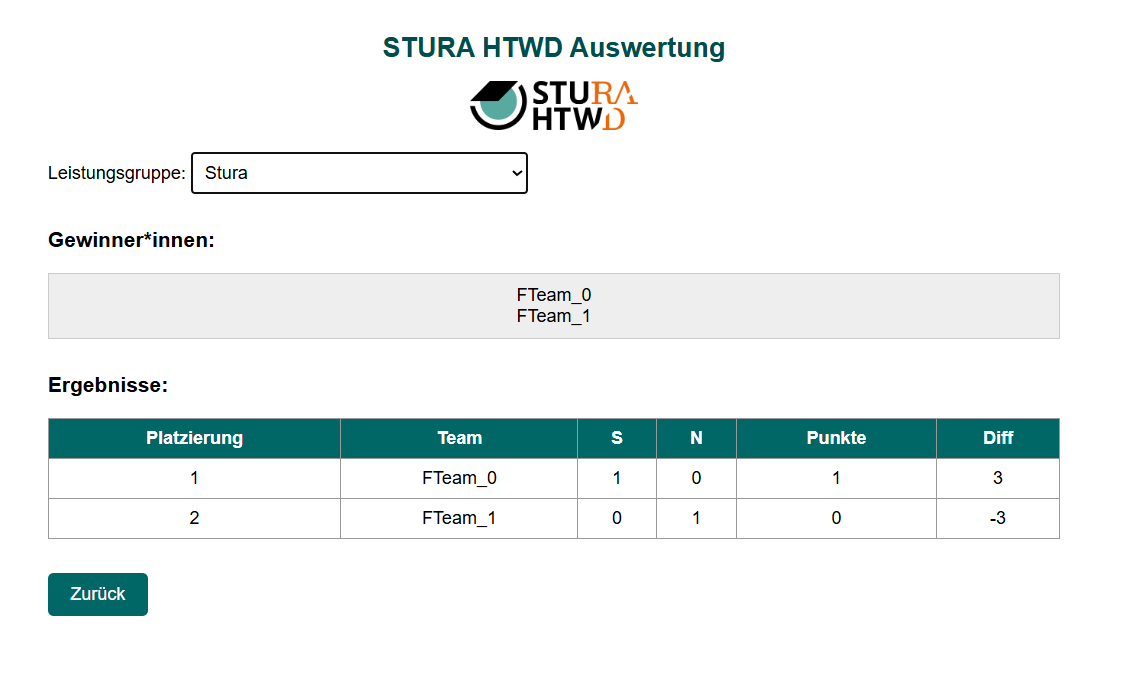 STURA HTWD Auswertung
STURA
HTWD
Leistungsgruppe: Stura
Gewinner*innen:
FTeam_0
FTeam_1
Ergebnisse:
Platzierung Team S N Punkte Diff
1 FTeam_0 1 0 1 3
2 FTeam_1 0 1 0 -3
Zurück